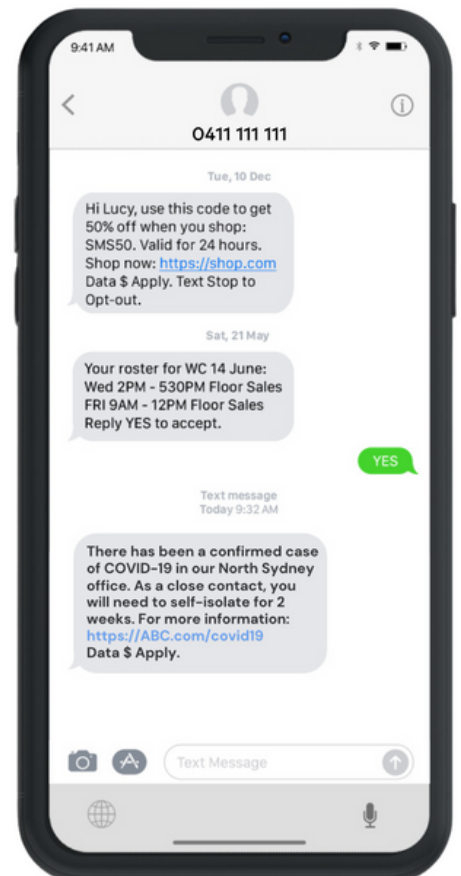 9:41 AM
0411 111 111
Tue, 10 Dec
Hi Lucy, use this code to get
50% off when you shop:
SMS50. Valid for 24 hours.
Shop now: https://shop.com
Data $ Apply. Text Stop to
Opt-out.
Sat, 21 May
Your roster for WC 14 June:
Wed 2PM - 530PM Floor Sales
FRI 9AM - 12PM Floor Sales
Reply YES to accept.
YES
Text message
Today 9:32 AM
There has been a confirmed case
of COVID-19 in our North Sydney
office. As a close contact, you
will need to self-isolate for 2
weeks. For more information:
https://ABC.com/covid19
Data $ Apply.
Text Message